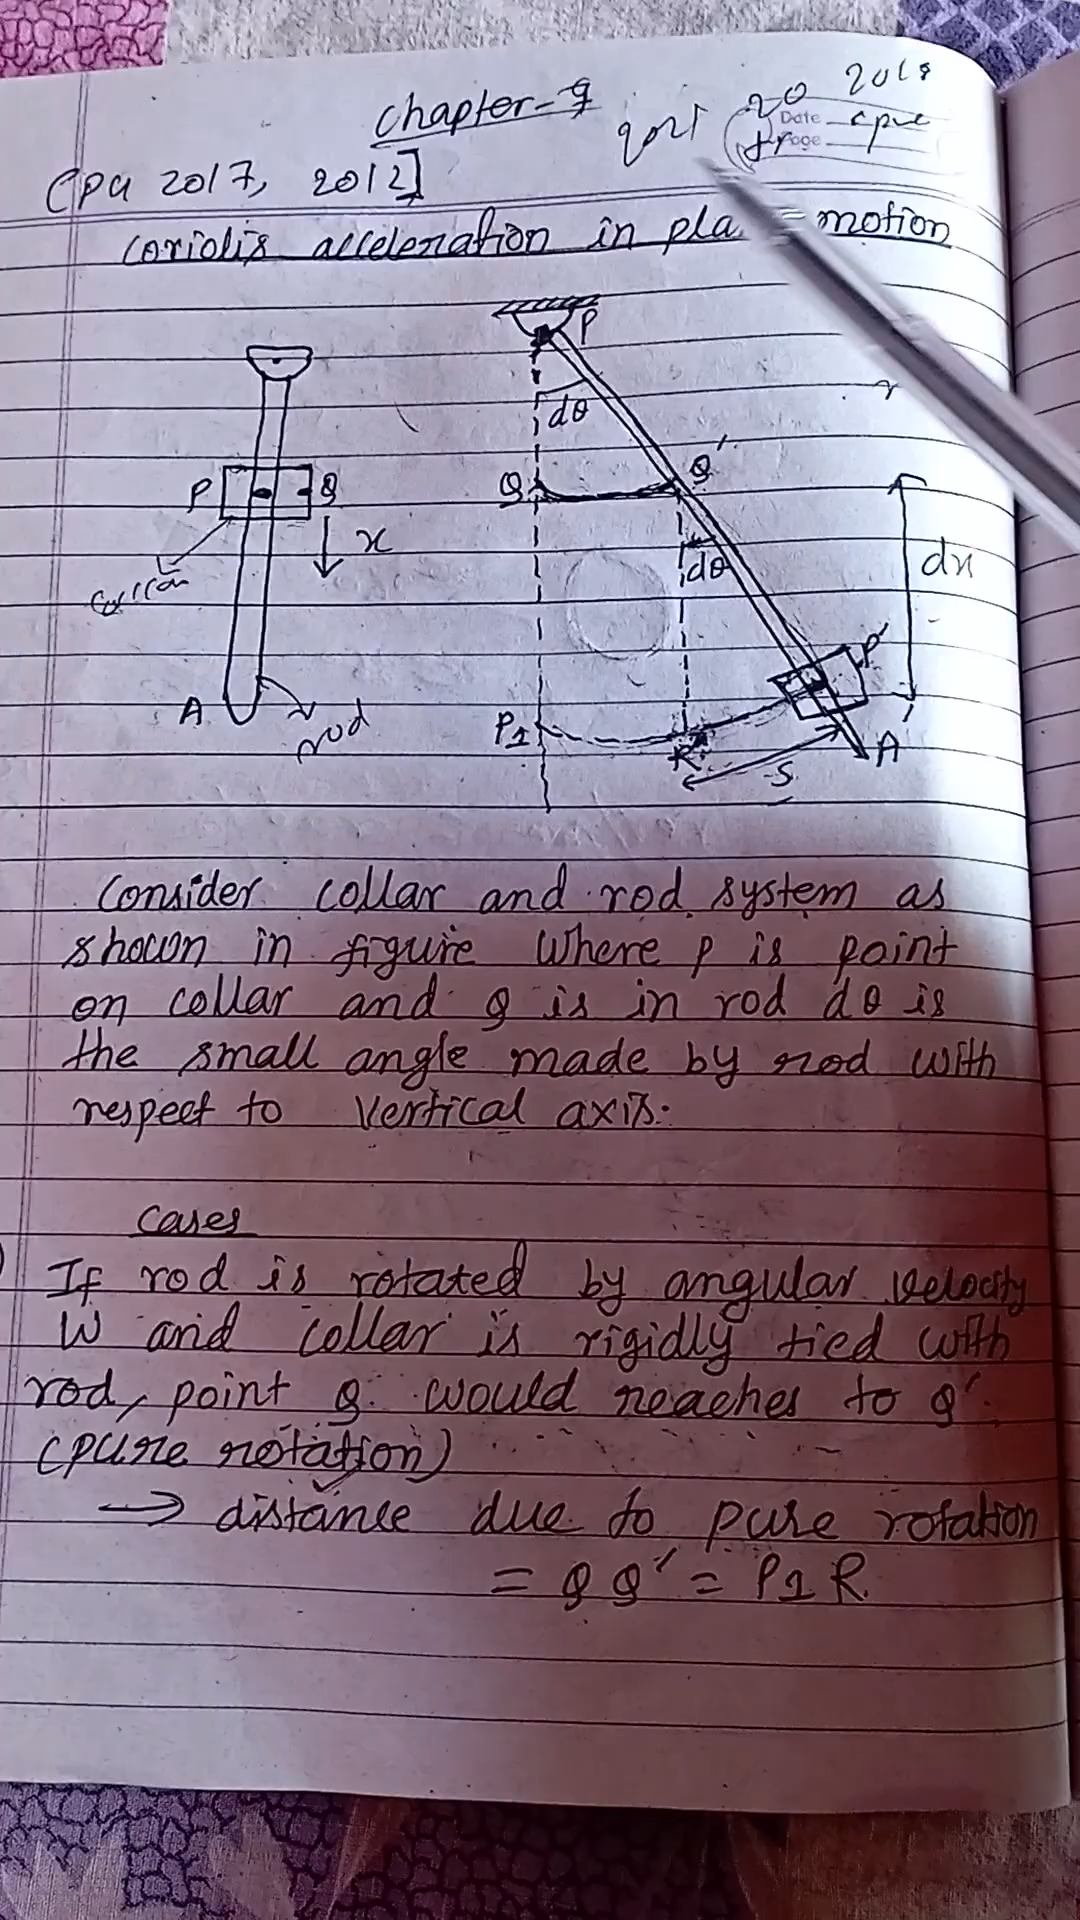 Chapter-9
20 2018
Date
Page
[PU 2017, 2012]
Coriolis acceleration in plane motion
P
dθ
Q
Q'
P
Q
x
dθ
dx
collar
P'
A
rod
P1
R
A
S
Consider collar and rod system as
shown in figure where p is point
on collar and Q is in rod dθ is
the small angle made by rod with
respect to vertical axis.
Cases
If rod is rotated by angular velocity
W and collar is rigidly tied with
rod, point Q would reaches to Q'.
(pure rotation)
→ distance due to pure rotation
= QQ' = P1R